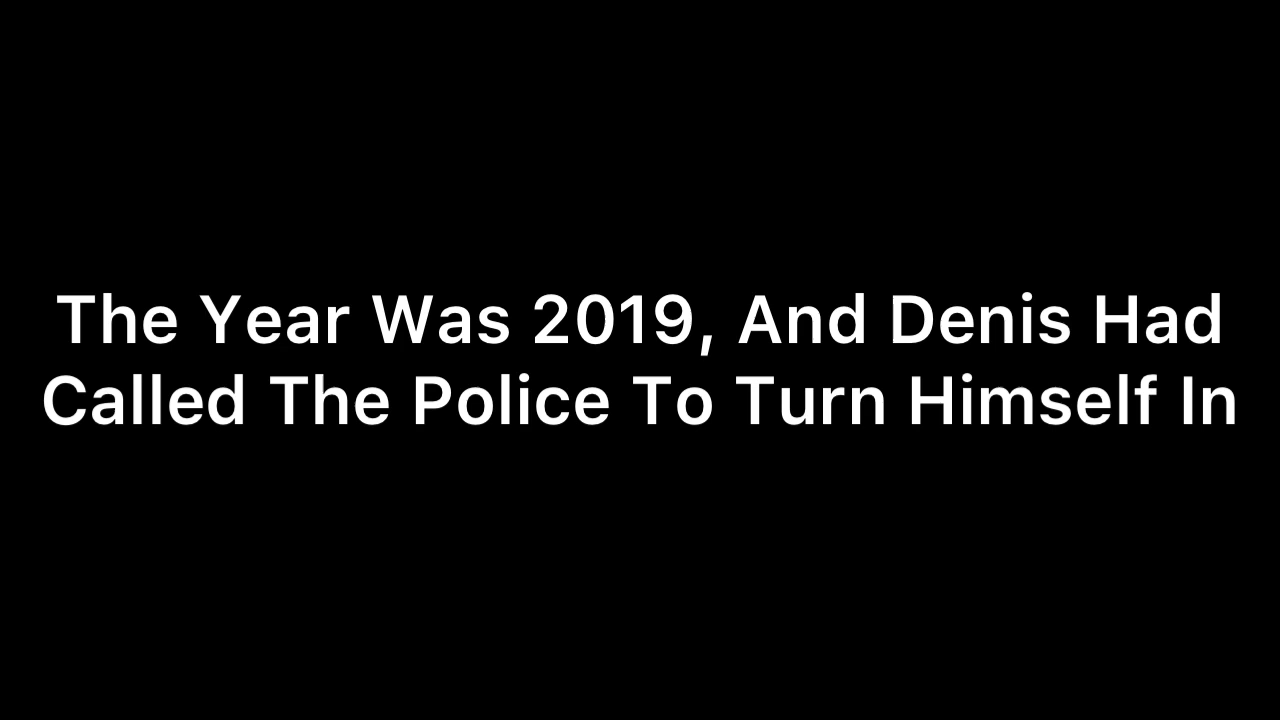 The Year Was 2019, And Denis Had
Called The Police To Turn Himself In